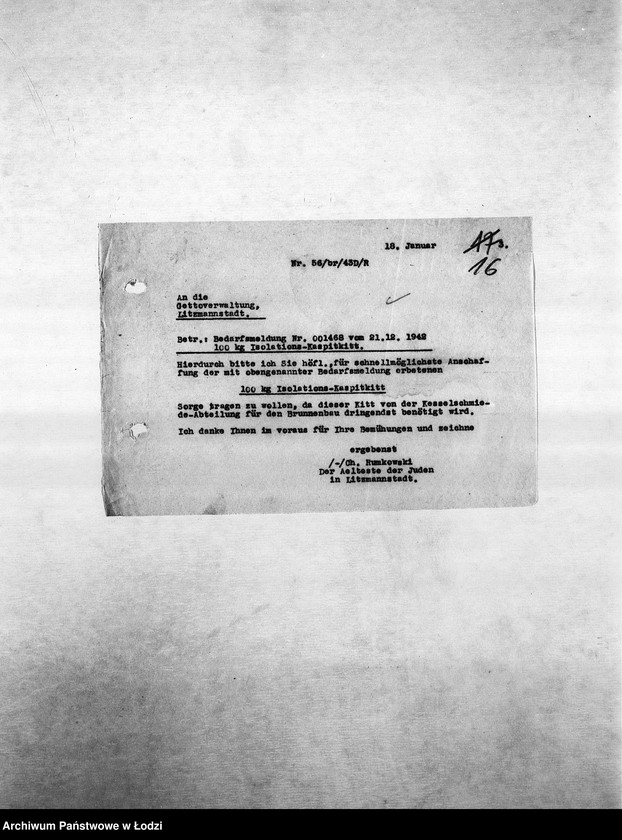 18. Januar 3.
16
Nr. 56/br/43D/R
An die
Gettoverwaltung,
Litzmannstadt.
Betr.: Bedarfsmeldung Nr. 001468 vom 21.12. 1942
100 kg Isolations-Kaspitkitt.
Hierdurch bitte ich Sie höfl.,für schnellmöglichste Anschaf-
fung der mit obengenannter Bedarfsmeldung erbetenen
100 kg Isolations-Kaspitkitt
Sorge tragen zu wollen, da dieser Kitt von der Kesselschmie-
de-Abteilung für den Brunnenbau dringendst benötigt wird.
Ich danke Ihnen im voraus für Ihre Bemühungen und zeichne
ergebenst
/-/Ch. Rumkowski
Der Aelteste der Juden
in Litzmannstadt.
Archiwum Państwowe w Łodzi